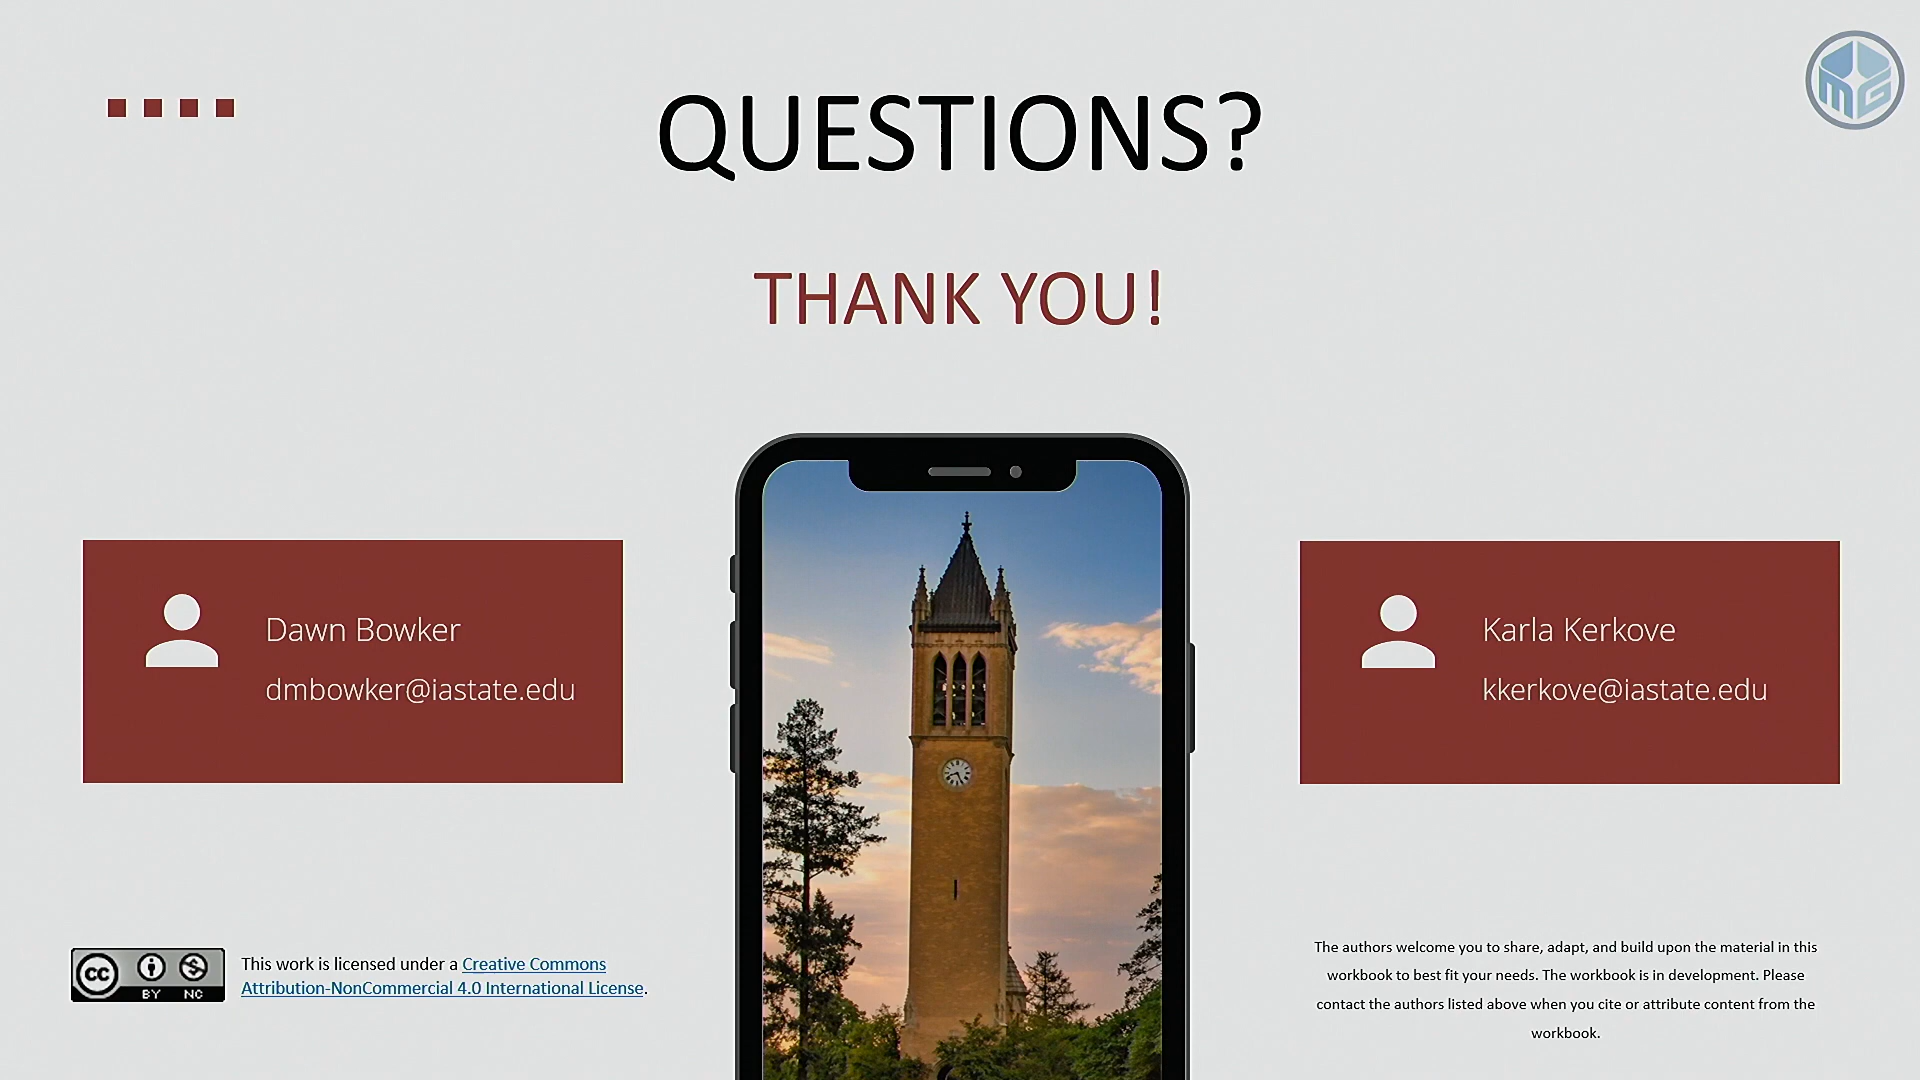 QUESTIONS?
MG
THANK YOU!
Dawn Bowker
dmbowker@iastate.edu
Karla Kerkove
kkerkove@iastate.edu
cc
BY NC
This work is licensed under a Creative Commons
Attribution-NonCommercial 4.0 International License.
The authors welcome you to share, adapt, and build upon the material in this
workbook to best fit your needs. The workbook is in development. Please
contact the authors listed above when you cite or attribute content from the
workbook.